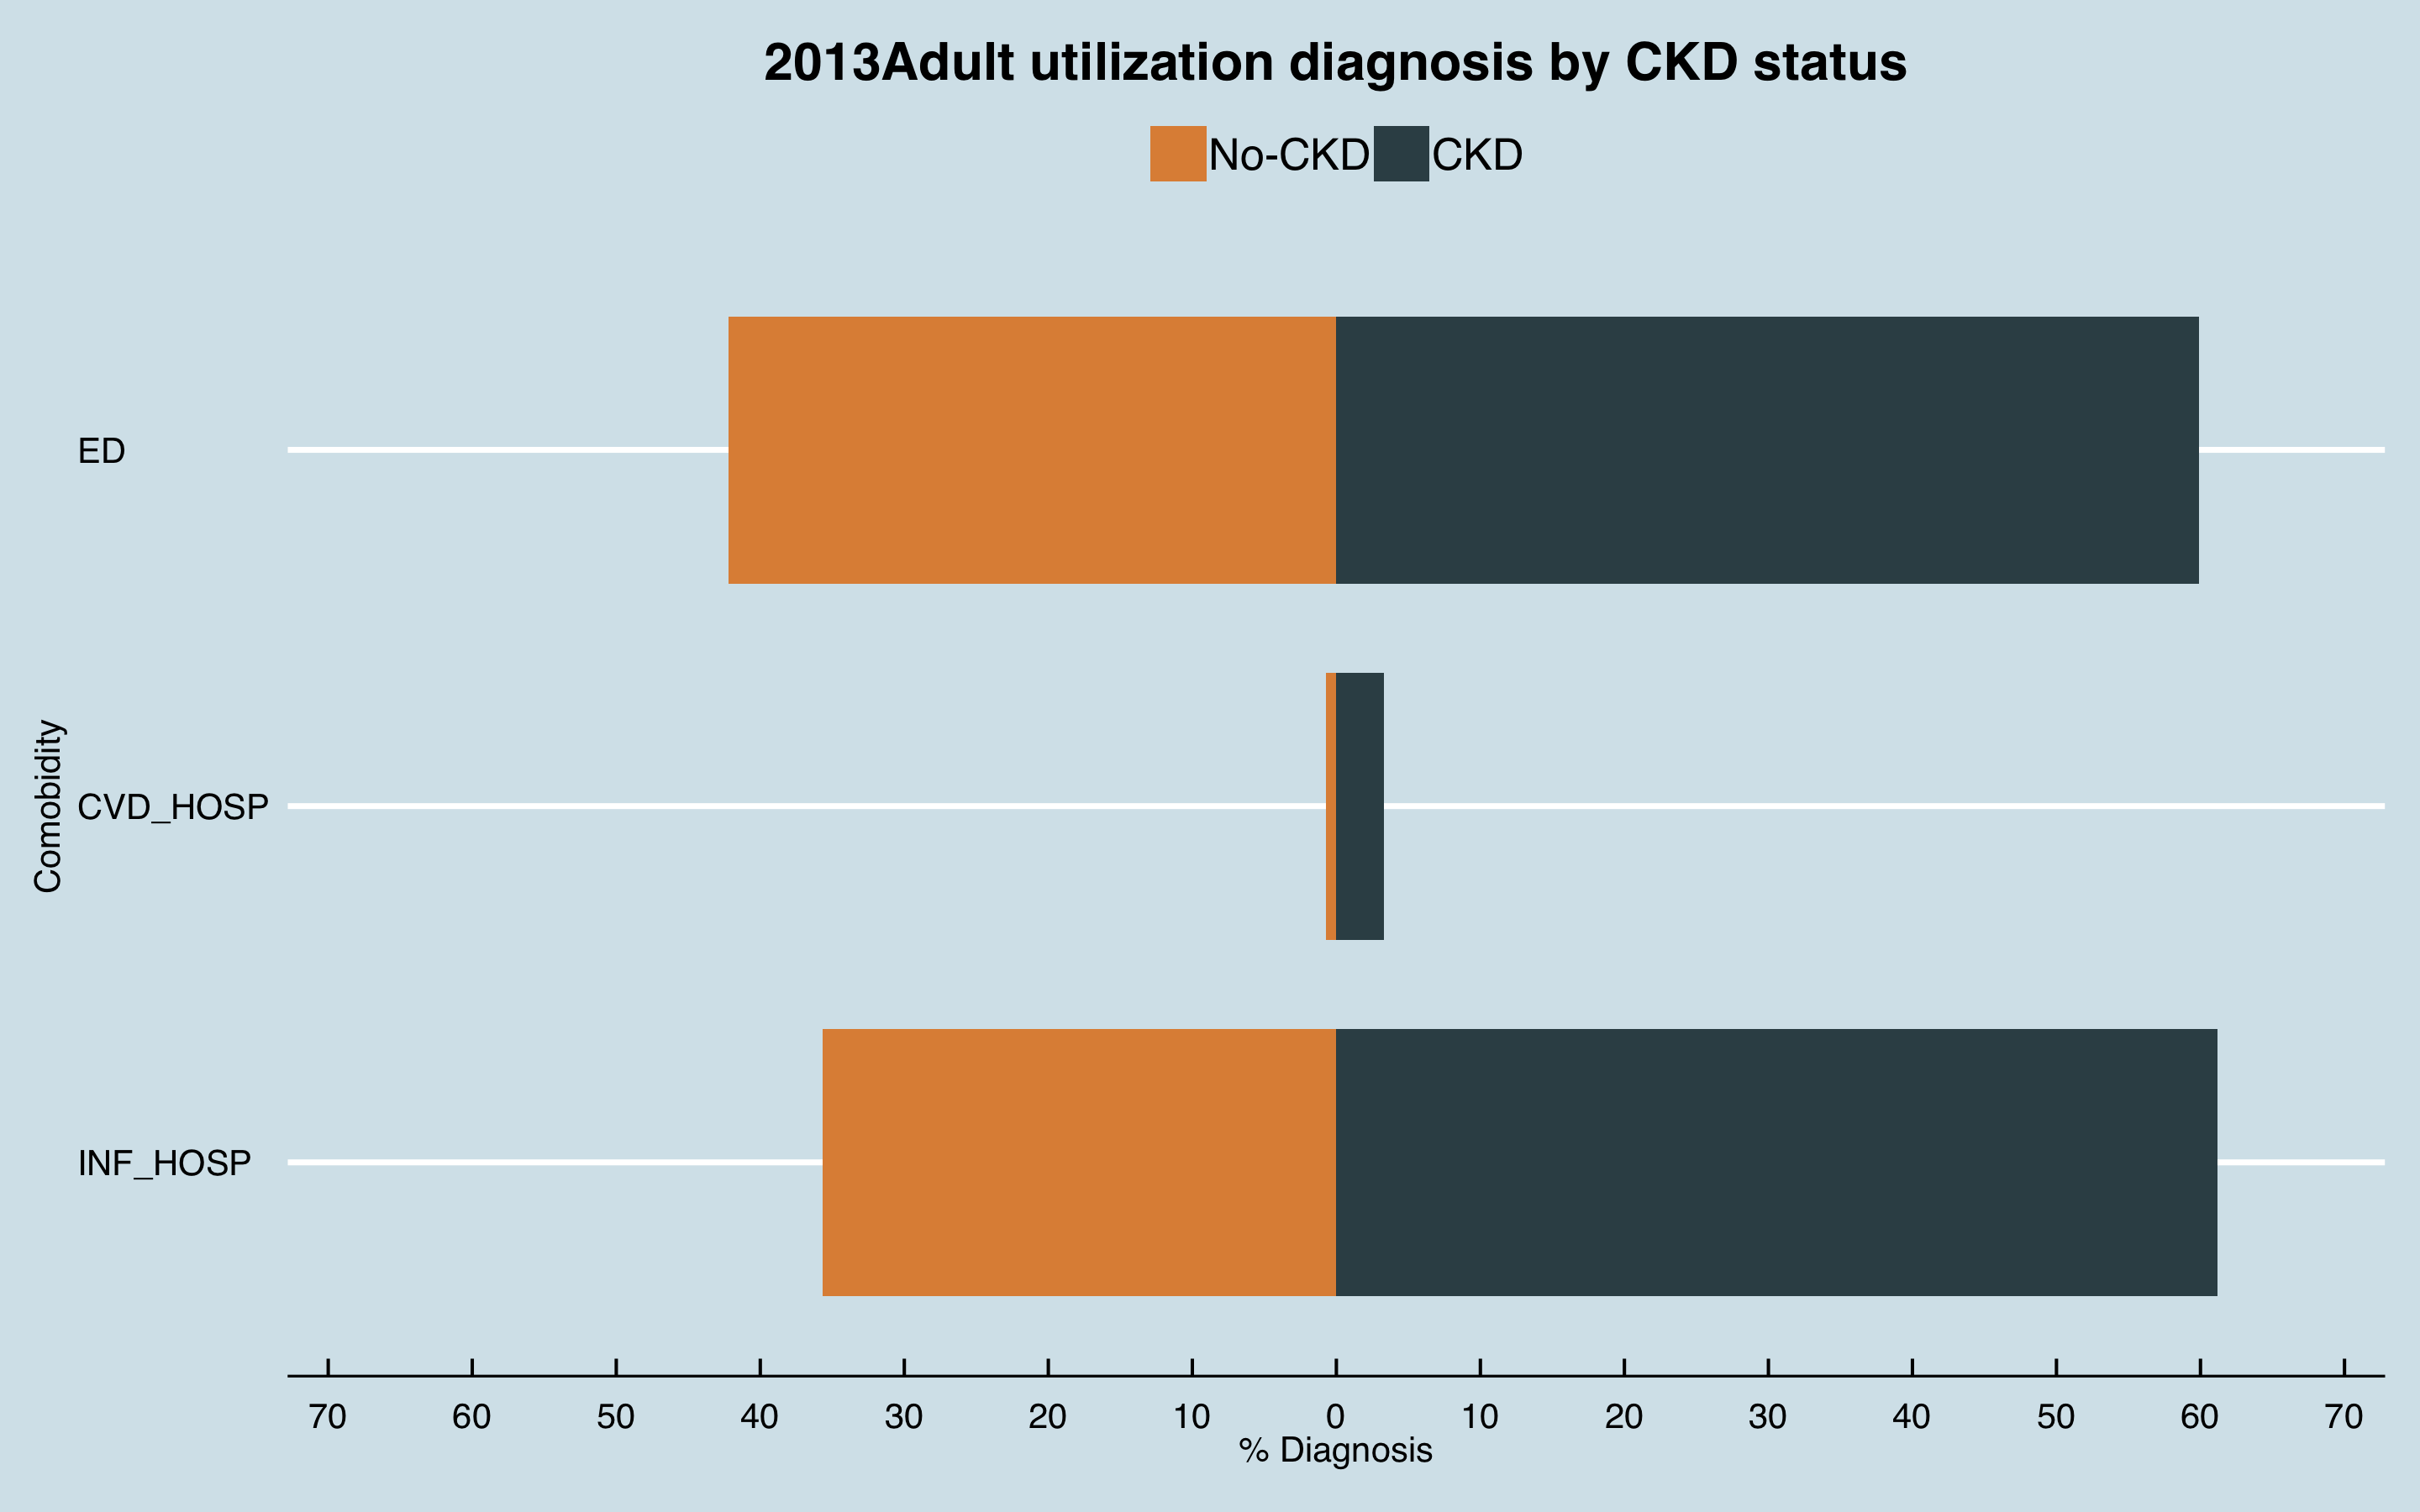 2013Adult utilization diagnosis by CKD status
No-CKD CKD
ED
Comobidity
CVD_HOSP
INF_HOSP
70 60 50 40 30 20 10 0 10 20 30 40 50 60 70
% Diagnosis